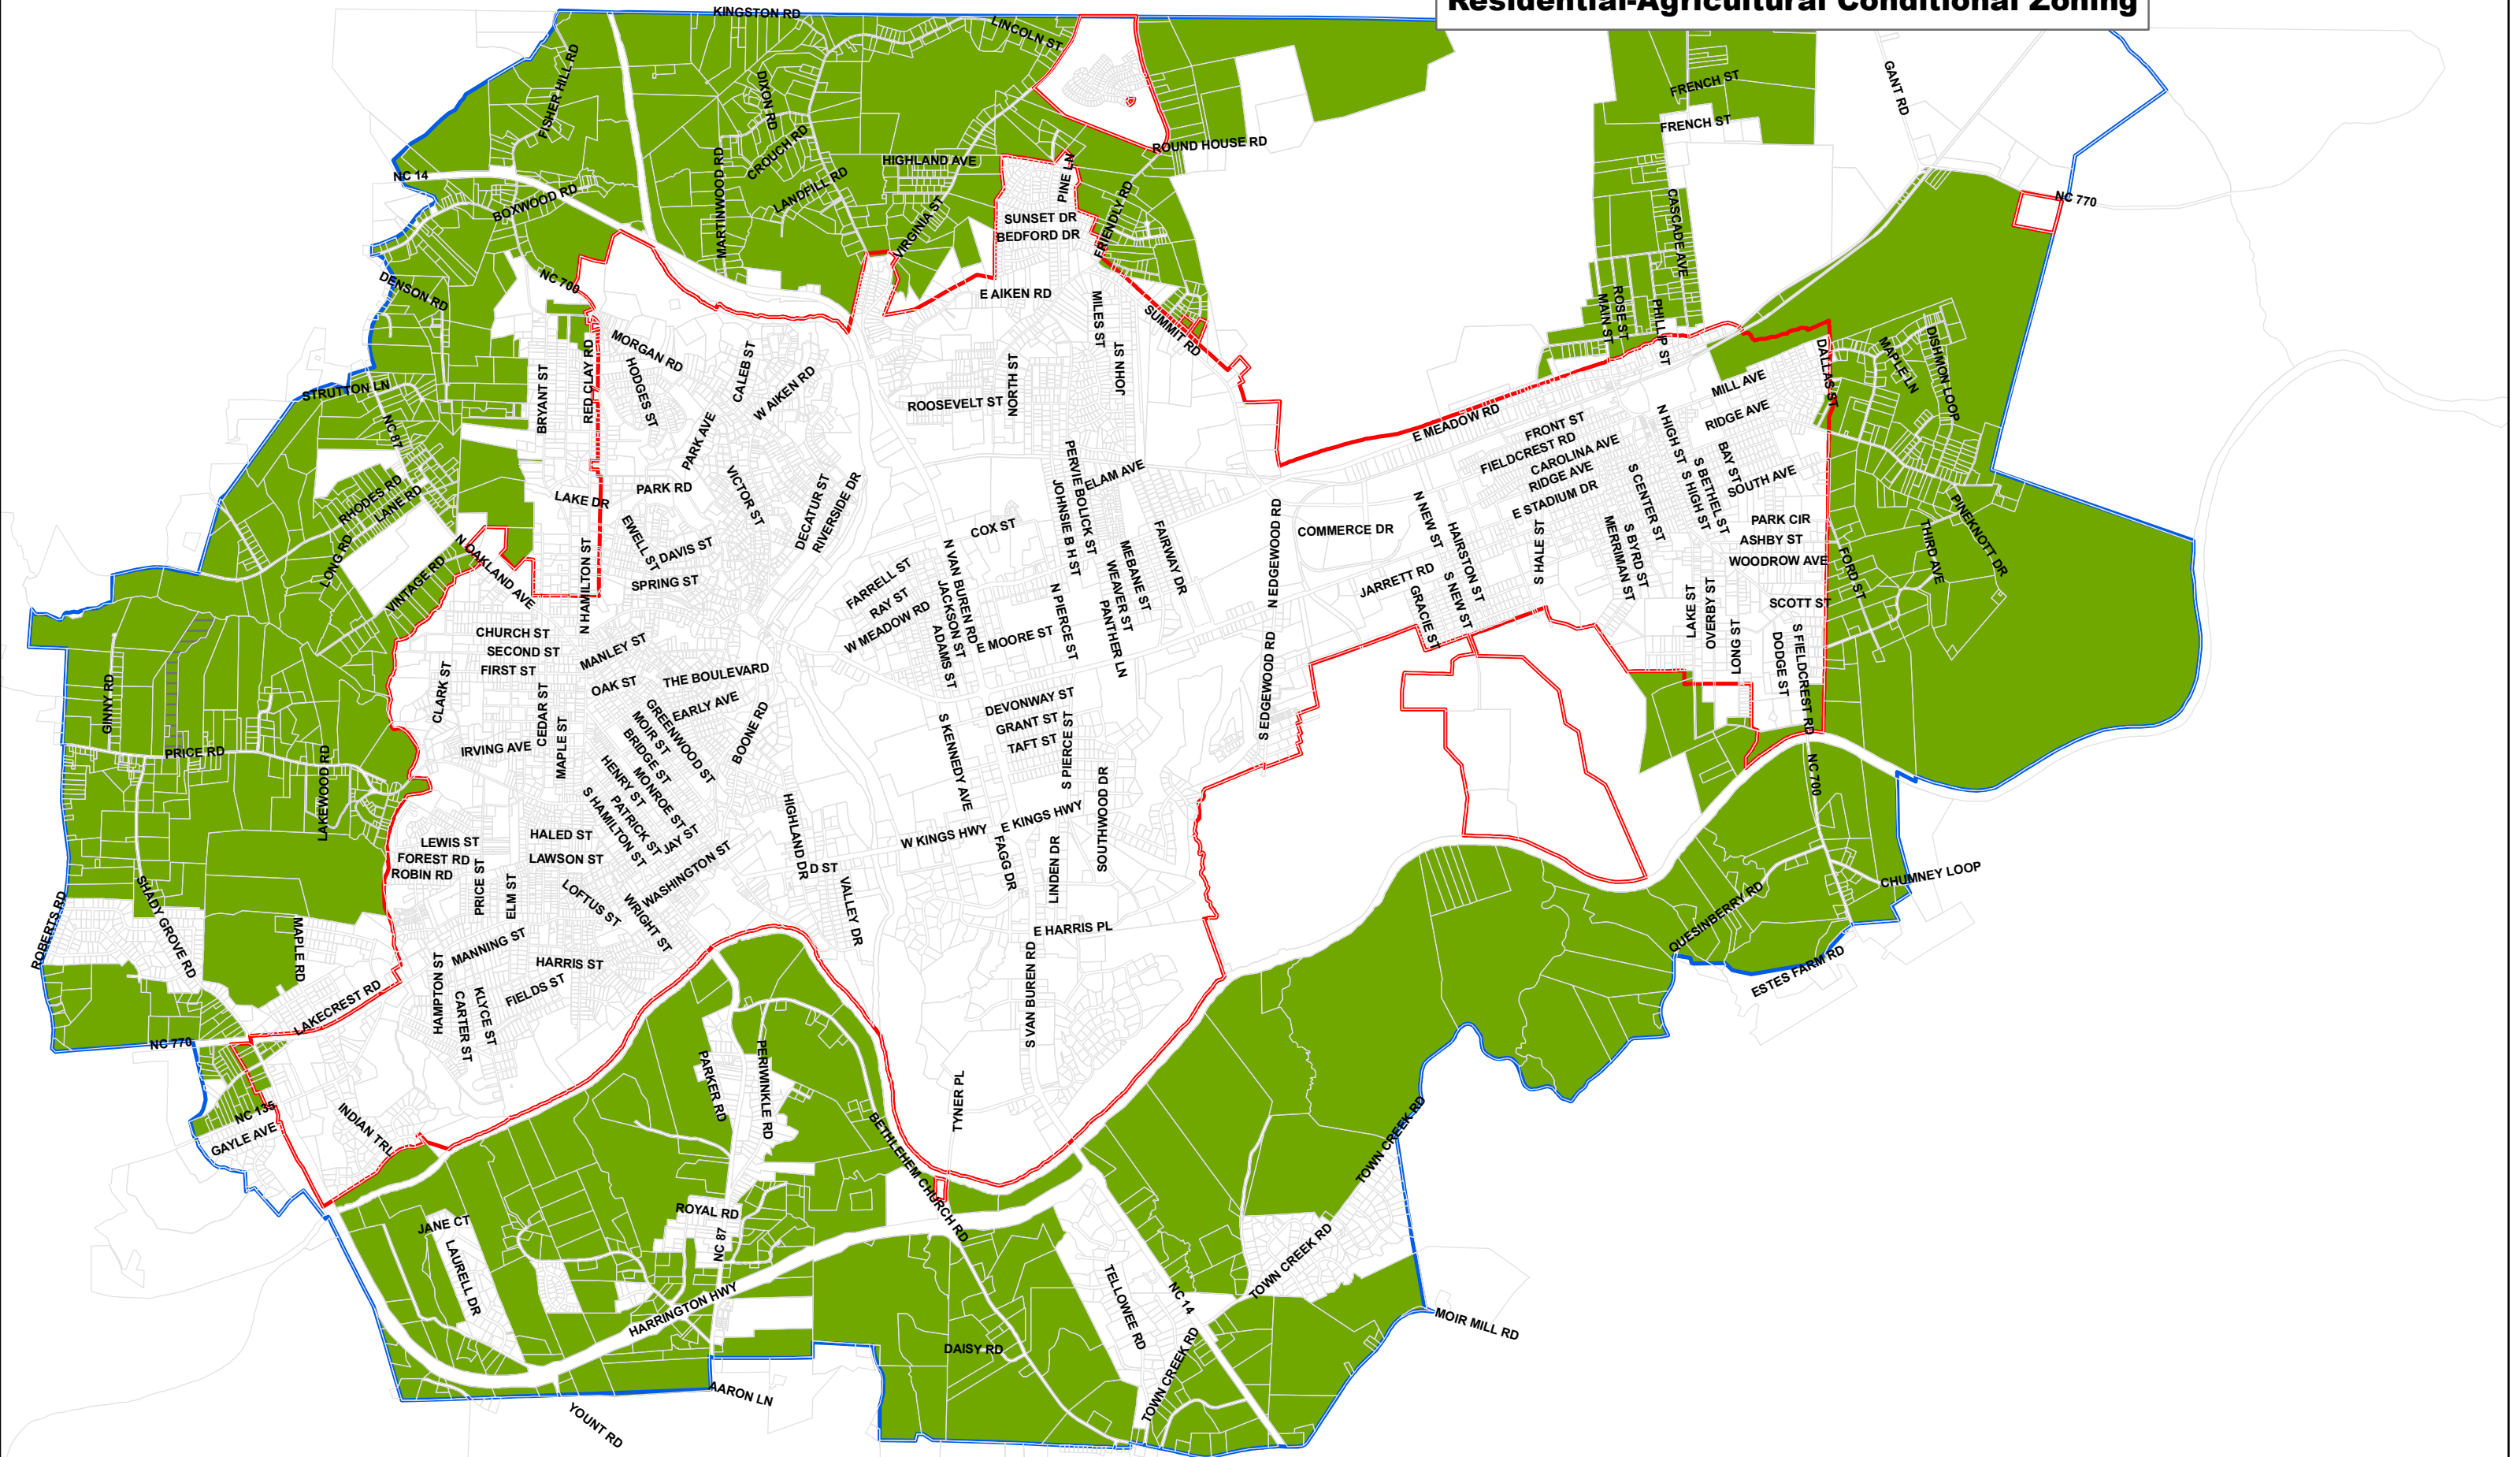 Residential-Agricultural Conditional Zoning
KINGSTON RD
LINCOLN ST
FISHER HILL RD
DIXON RD
CROUCH RD
MARTINWOOD RD
LANDFILL RD
HIGHLAND AVE
VIRGINIA ST
ROUND HOUSE RD
PINE LN
FRIENDLY RD
SUNSET DR
BEDFORD DR
E AIKEN RD
NC 14
BOXWOOD RD
NC 700
DENSON RD
STRUTTON LN
NC 87
RHODES RD
LANE RD
LONG RD
VINTAGE RD
N OAKLAND AVE
BRYANT ST
RED CLAY RD
MORGAN RD
HODGES ST
CALEB ST
W AIKEN RD
PARK AVE
PARK RD
LAKE DR
VICTOR ST
EWELL ST
DAVIS ST
SPRING ST
N HAMILTON ST
DECATUR ST
RIVERSIDE DR
MILES ST
JOHN ST
SUMMIT RD
NORTH ST
ROOSEVELT ST
PERVIE BOLICK ST
JOHNSIE B H ST
ELAM AVE
COX ST
FAIRWAY DR
MEBANE ST
WEAVER ST
PANTHER LN
N PIERCE ST
E MOORE ST
N VAN BUREN RD
JACKSON ST
ADAMS ST
FARRELL ST
RAY ST
W MEADOW RD
FRENCH ST
FRENCH ST
GANT RD
NC 770
CASCADE AVE
ROSE ST
MAIN ST
PHILLIP ST
DALLAS ST
MAPLE LN
DISHMON LOOP
MILL AVE
RIDGE AVE
E MEADOW RD
FRONT ST
FIELDCREST RD
CAROLINA AVE
RIDGE AVE
E STADIUM DR
N HIGH ST
BAY ST
S BETHEL ST
S HIGH ST
SOUTH AVE
S CENTER ST
S BYRD ST
MERRIMAN ST
PARK CIR
ASHBY ST
WOODROW AVE
SCOTT ST
FORD ST
THIRD AVE
PINEKNOTT DR
N EDGEWOOD RD
COMMERCE DR
N NEW ST
HAIRSTON ST
S HALE ST
JARRETT RD
GRACIE ST
S NEW ST
S EDGEWOOD RD
LAKE ST
OVERBY ST
LONG ST
DODGE ST
S FIELDCREST RD
NC 700
CHURCH ST
SECOND ST
FIRST ST
CLARK ST
MANLEY ST
OAK ST
THE BOULEVARD
EARLY AVE
CEDAR ST
MAPLE ST
IRVING AVE
GREENWOOD ST
MOIR ST
BRIDGE ST
MONROE ST
HENRY ST
PATRICK ST
S HAMILTON ST
JAY ST
BOONE RD
WASHINGTON ST
HIGHLAND DR
D ST
VALLEY DR
DEVONWAY ST
GRANT ST
TAFT ST
S PIERCE ST
S KENNEDY AVE
SOUTHWOOD DR
W KINGS HWY
E KINGS HWY
FAGG DR
LINDEN DR
E HARRIS PL
S VAN BUREN RD
TYNER PL
GINNY RD
PRICE RD
LAKEWOOD RD
SHADY GROVE RD
ROBERTS RD
MAPLE RD
LAKECREST RD
NC 770
NC 135
GAYLE AVE
INDIAN TRL
LEWIS ST
FOREST RD
ROBIN RD
PRICE ST
ELM ST
HALED ST
LAWSON ST
LOFTUS ST
WRIGHT ST
MANNING ST
HARRIS ST
FIELDS ST
HAMPTON ST
CARTER ST
KLYCE ST
PARKER RD
PERIWINKLE RD
BETHLEHEM CHURCH RD
ROYAL RD
NC 87
JANE CT
LAURELL DR
HARRINGTON HWY
YOUNT RD
AARON LN
DAISY RD
TELLOWEE RD
NC 14
TOWN CREEK RD
TOWN CREEK RD
TOWN CREEK RD
MOIR MILL RD
QUESINBERRY RD
CHUMNEY LOOP
ESTES FARM RD